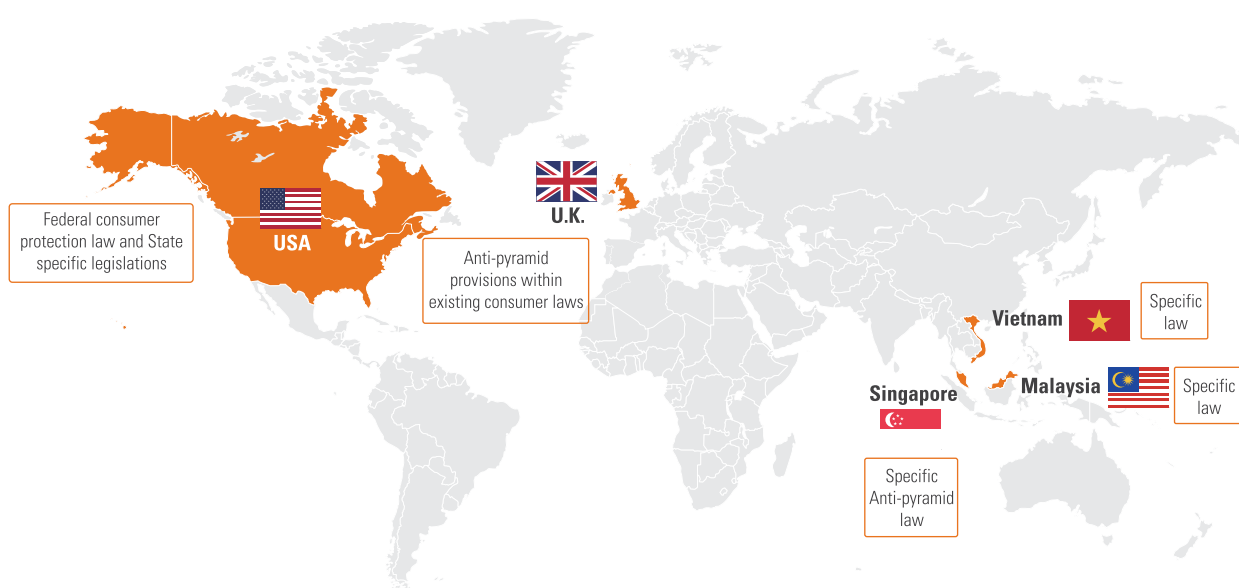 Federal consumer
protection law and State
specific legislations
USA
U.K.
Anti-pyramid
provisions within
existing consumer laws
Vietnam
Specific
law
Malaysia
Specific
law
Singapore
Specific
Anti-pyramid
law